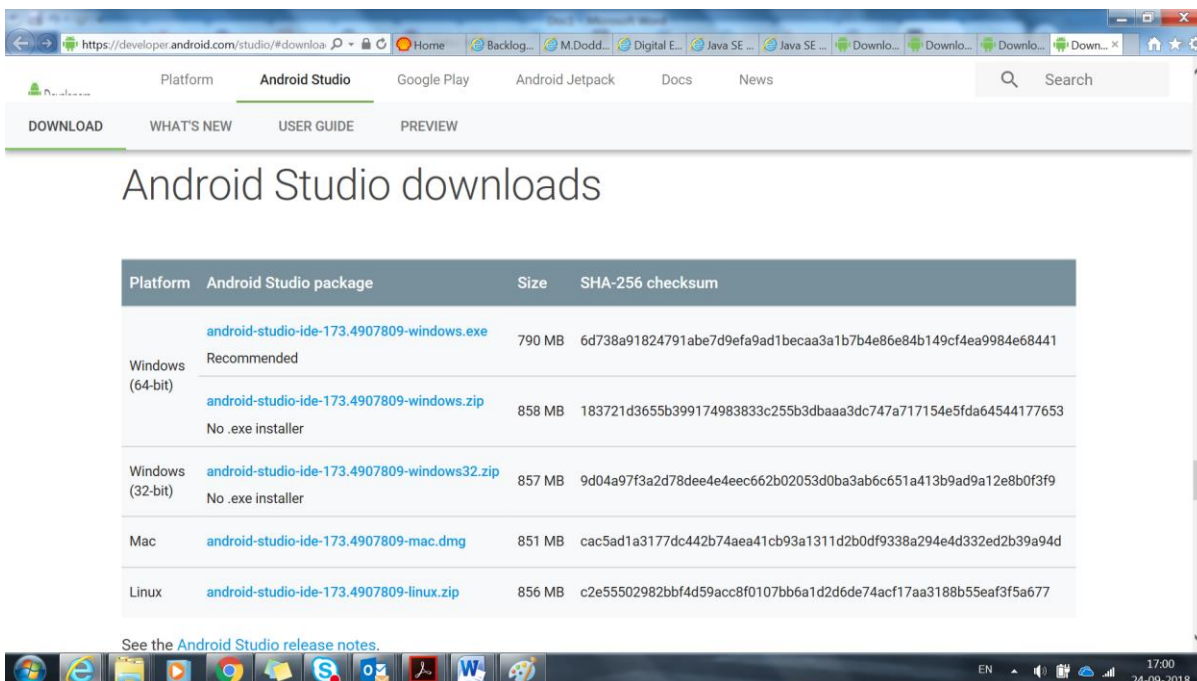 Doc1 - Microsoft Word
https://developer.android.com/studio/#downloa
Home
Backlog...
M.Dodd...
Digital E...
Java SE ...
Java SE ...
Downlo...
Downlo...
Downlo...
Down...
Platform
Android Studio
Google Play
Android Jetpack
Docs
News
Search
DOWNLOAD
WHAT'S NEW
USER GUIDE
PREVIEW
Android Studio downloads
Platform Android Studio package Size SHA-256 checksum
Windows
(64-bit)
android-studio-ide-173.4907809-windows.exe
Recommended
790 MB 6d738a91824791abe7d9efa9ad1becaa3a1b7b4e86e84b149cf4ea9984e68441
android-studio-ide-173.4907809-windows.zip
No .exe installer
858 MB 183721d3655b399174983833c255b3dbaaa3dc747a717154e5fda64544177653
Windows
(32-bit)
android-studio-ide-173.4907809-windows32.zip
No .exe installer
857 MB 9d04a97f3a2d78dee4e4eec662b02053d0ba3ab6c651a413b9ad9a12e8b0f3f9
Mac android-studio-ide-173.4907809-mac.dmg 851 MB cac5ad1a3177dc442b74aea41cb93a1311d2b0df9338a294e4d332ed2b39a94d
Linux android-studio-ide-173.4907809-linux.zip 856 MB c2e55502982bbf4d59acc8f0107bb6a1d2d6de74acf17aa3188b55eaf3f5a677
See the Android Studio release notes.
EN
17:00
24-09-2018